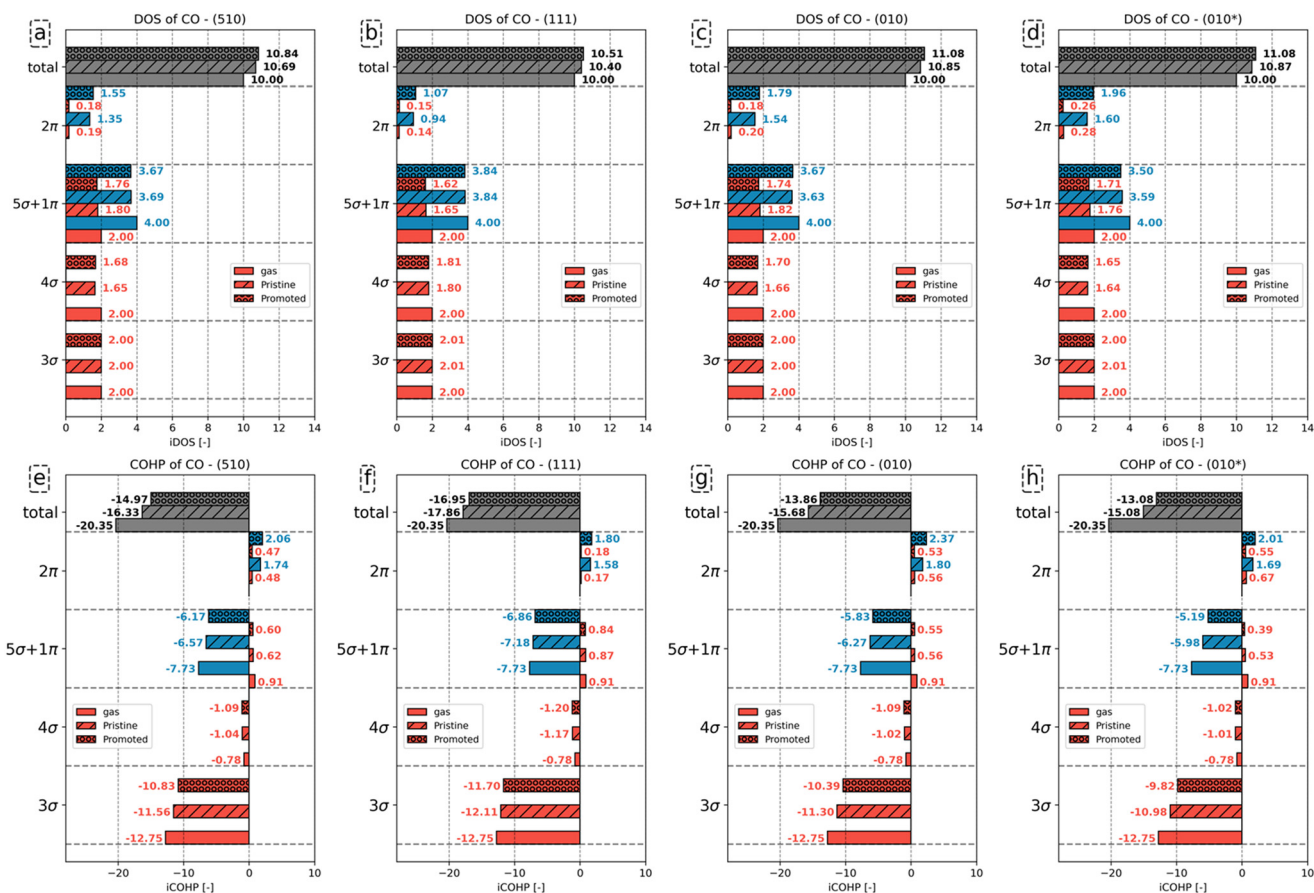 a
DOS of CO - (510)
total
10.84
10.69
10.00
2π
1.55
0.18
1.35
0.19
5σ+1π
3.67
1.76
3.69
1.80
4.00
2.00
4σ
1.68
1.65
2.00
gas
Pristine
Promoted
3σ
2.00
2.00
2.00
0 2 4 6 8 10 12 14
iDOS [-]
b
DOS of CO - (111)
total
10.51
10.40
10.00
2π
1.07
0.15
0.94
0.14
5σ+1π
3.84
1.62
3.84
1.65
4.00
2.00
4σ
1.81
1.80
2.00
gas
Pristine
Promoted
3σ
2.01
2.01
2.00
0 2 4 6 8 10 12 14
iDOS [-]
c
DOS of CO - (010)
total
11.08
10.85
10.00
2π
1.79
0.18
1.54
0.20
5σ+1π
3.67
1.74
3.63
1.82
4.00
2.00
4σ
1.70
1.66
2.00
gas
Pristine
Promoted
3σ
2.00
2.00
2.00
0 2 4 6 8 10 12 14
iDOS [-]
d
DOS of CO - (010*)
total
11.08
10.87
10.00
2π
1.96
0.26
1.60
0.28
5σ+1π
3.50
1.71
3.59
1.76
4.00
2.00
4σ
1.65
1.64
2.00
gas
Pristine
Promoted
3σ
2.00
2.01
2.00
0 2 4 6 8 10 12 14
iDOS [-]
e
COHP of CO - (510)
total
-14.97
-16.33
-20.35
2π
2.06
0.47
1.74
0.48
5σ+1π
-6.17
0.60
-6.57
0.62
-7.73
0.91
4σ
-1.09
-1.04
-0.78
gas
Pristine
Promoted
3σ
-10.83
-11.56
-12.75
−20 −10 0 10
iCOHP [-]
f
COHP of CO - (111)
total
-16.95
-17.86
-20.35
2π
1.80
0.18
1.58
0.17
5σ+1π
-6.86
0.84
-7.18
0.87
-7.73
0.91
4σ
-1.20
-1.17
-0.78
gas
Pristine
Promoted
3σ
-11.70
-12.11
-12.75
−20 −10 0 10
iCOHP [-]
g
COHP of CO - (010)
total
-13.86
-15.68
-20.35
2π
2.37
0.53
1.80
0.56
5σ+1π
-5.83
0.55
-6.27
0.56
-7.73
0.91
4σ
-1.09
-1.02
-0.78
gas
Pristine
Promoted
3σ
-10.39
-11.30
-12.75
−20 −10 0 10
iCOHP [-]
h
COHP of CO - (010*)
total
-13.08
-15.08
-20.35
2π
2.01
0.55
1.69
0.67
5σ+1π
-5.19
0.39
-5.98
0.53
-7.73
0.91
4σ
-1.02
-1.01
-0.78
gas
Pristine
Promoted
3σ
-9.82
-10.98
-12.75
−20 −10 0 10
iCOHP [-]